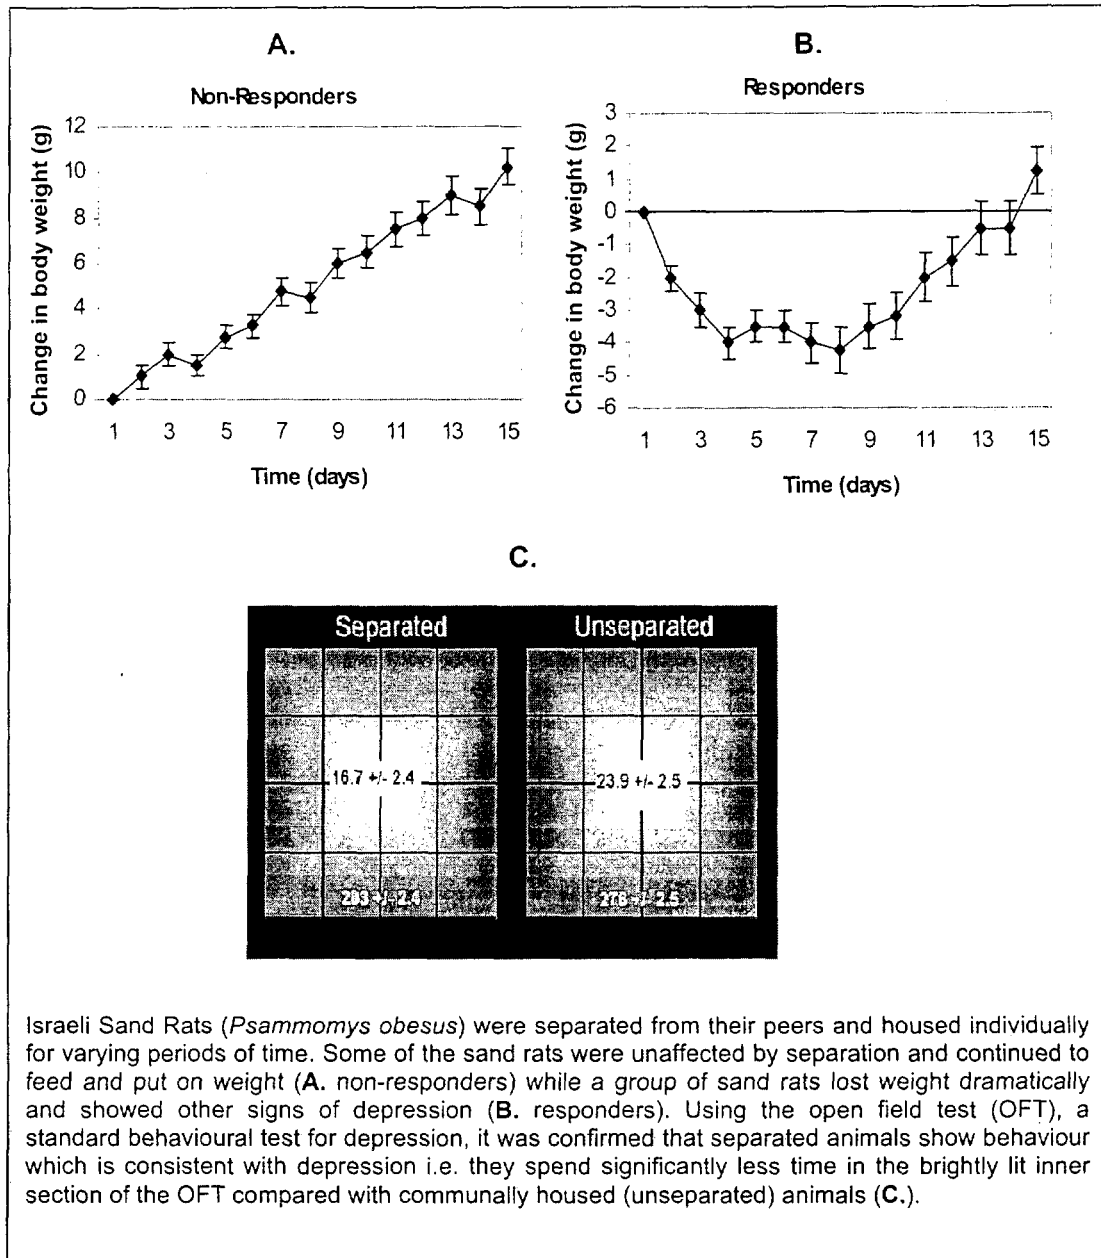 A.
Non-Responders
Change in body weight (g)
12
10
8
6
4
2
0
1 3 5 7 9 11 13 15
Time (days)
B.
Responders
Change in body weight (g)
3
2
1
0
-1
-2
-3
-4
-5
-6
1 3 5 7 9 11 13 15
Time (days)
C.
Separated
Unseparated
16.7 +/- 2.4
23.9 +/- 2.5
283 +/- 2.4
276 +/- 2.5
Israeli Sand Rats (Psammomys obesus) were separated from their peers and housed individually
for varying periods of time. Some of the sand rats were unaffected by separation and continued to
feed and put on weight (A. non-responders) while a group of sand rats lost weight dramatically
and showed other signs of depression (B. responders). Using the open field test (OFT), a
standard behavioural test for depression, it was confirmed that separated animals show behaviour
which is consistent with depression i.e. they spend significantly less time in the brightly lit inner
section of the OFT compared with communally housed (unseparated) animals (C.).